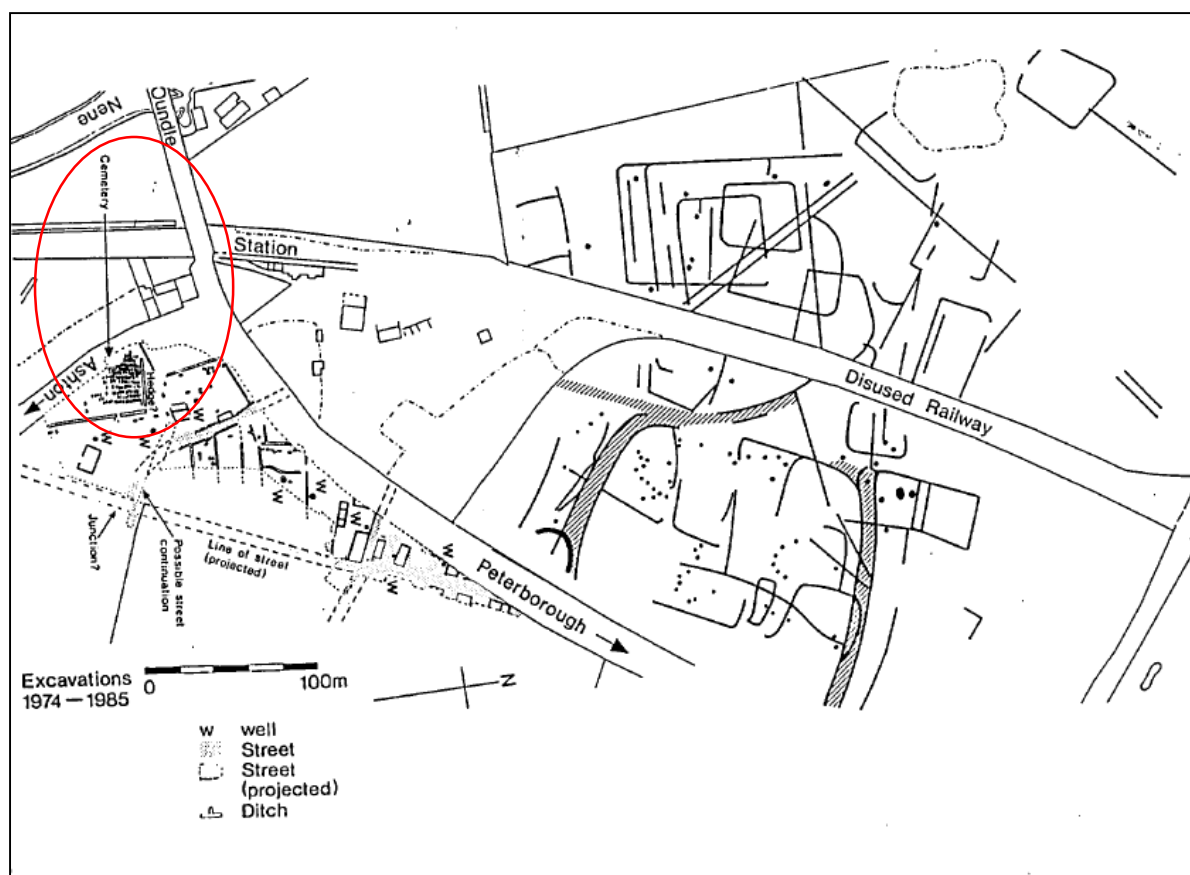 Nene
Oundle
Cemetery
Station
Ashton
Hedge
W
W
W
W
W
W
W
W
Junction?
Possible street
continuation
Line of street
(projected)
Peterborough
Disused Railway
Excavations
1974 — 1985
0 100m
N
w well
Street
Street
(projected)
Ditch